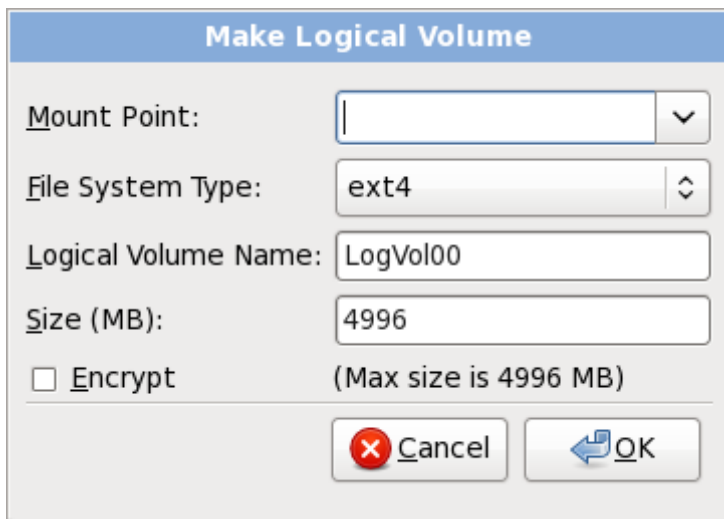 Make Logical Volume
Mount Point:
File System Type: ext4
Logical Volume Name: LogVol00
Size (MB): 4996
Encrypt (Max size is 4996 MB)
Cancel OK